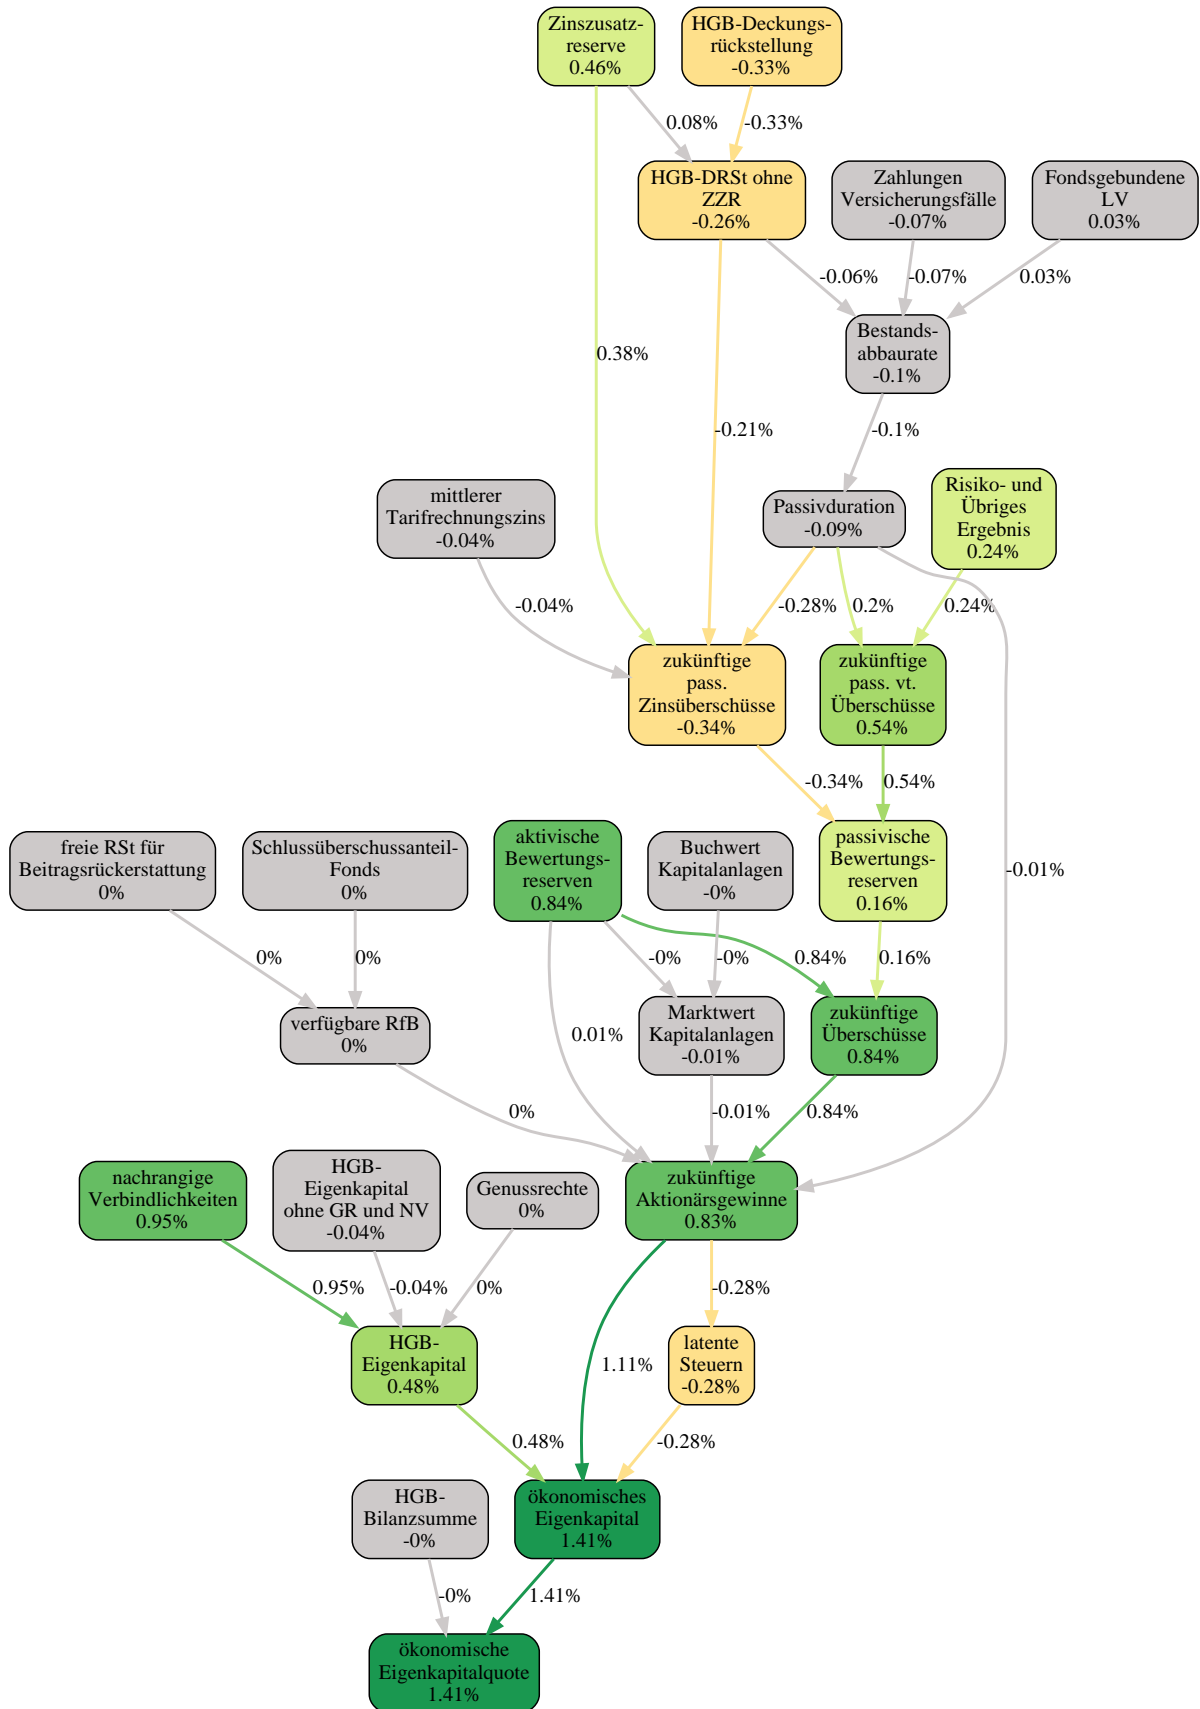 Zinszusatz-
reserve
0.46%
HGB-Deckungs-
rückstellung
-0.33%
0.08%
-0.33%
HGB-DRSt ohne
ZZR
-0.26%
Zahlungen
Versicherungsfälle
-0.07%
Fondsgebundene
LV
0.03%
-0.06%
-0.07%
0.03%
Bestands-
abbaurate
-0.1%
0.38%
-0.21%
-0.1%
mittlerer
Tarifrechnungszins
-0.04%
Passivduration
-0.09%
Risiko- und
Übriges
Ergebnis
0.24%
-0.04%
-0.28%
0.2%
0.24%
zukünftige
pass.
Zinsüberschüsse
-0.34%
zukünftige
pass. vt.
Überschüsse
0.54%
-0.34%
0.54%
freie RSt für
Beitragsrückerstattung
0%
Schlussüberschussanteil-
Fonds
0%
aktivische
Bewertungs-
reserven
0.84%
Buchwert
Kapitalanlagen
-0%
passivische
Bewertungs-
reserven
0.16%
-0.01%
0%
0%
-0%
-0%
0.84%
0.16%
verfügbare RfB
0%
0.01%
Marktwert
Kapitalanlagen
-0.01%
zukünftige
Überschüsse
0.84%
0%
-0.01%
0.84%
nachrangige
Verbindlichkeiten
0.95%
HGB-
Eigenkapital
ohne GR und NV
-0.04%
Genussrechte
0%
zukünftige
Aktionärsgewinne
0.83%
0.95%
-0.04%
0%
-0.28%
HGB-
Eigenkapital
0.48%
1.11%
latente
Steuern
-0.28%
0.48%
-0.28%
HGB-
Bilanzsumme
-0%
ökonomisches
Eigenkapital
1.41%
-0%
1.41%
ökonomische
Eigenkapitalquote
1.41%